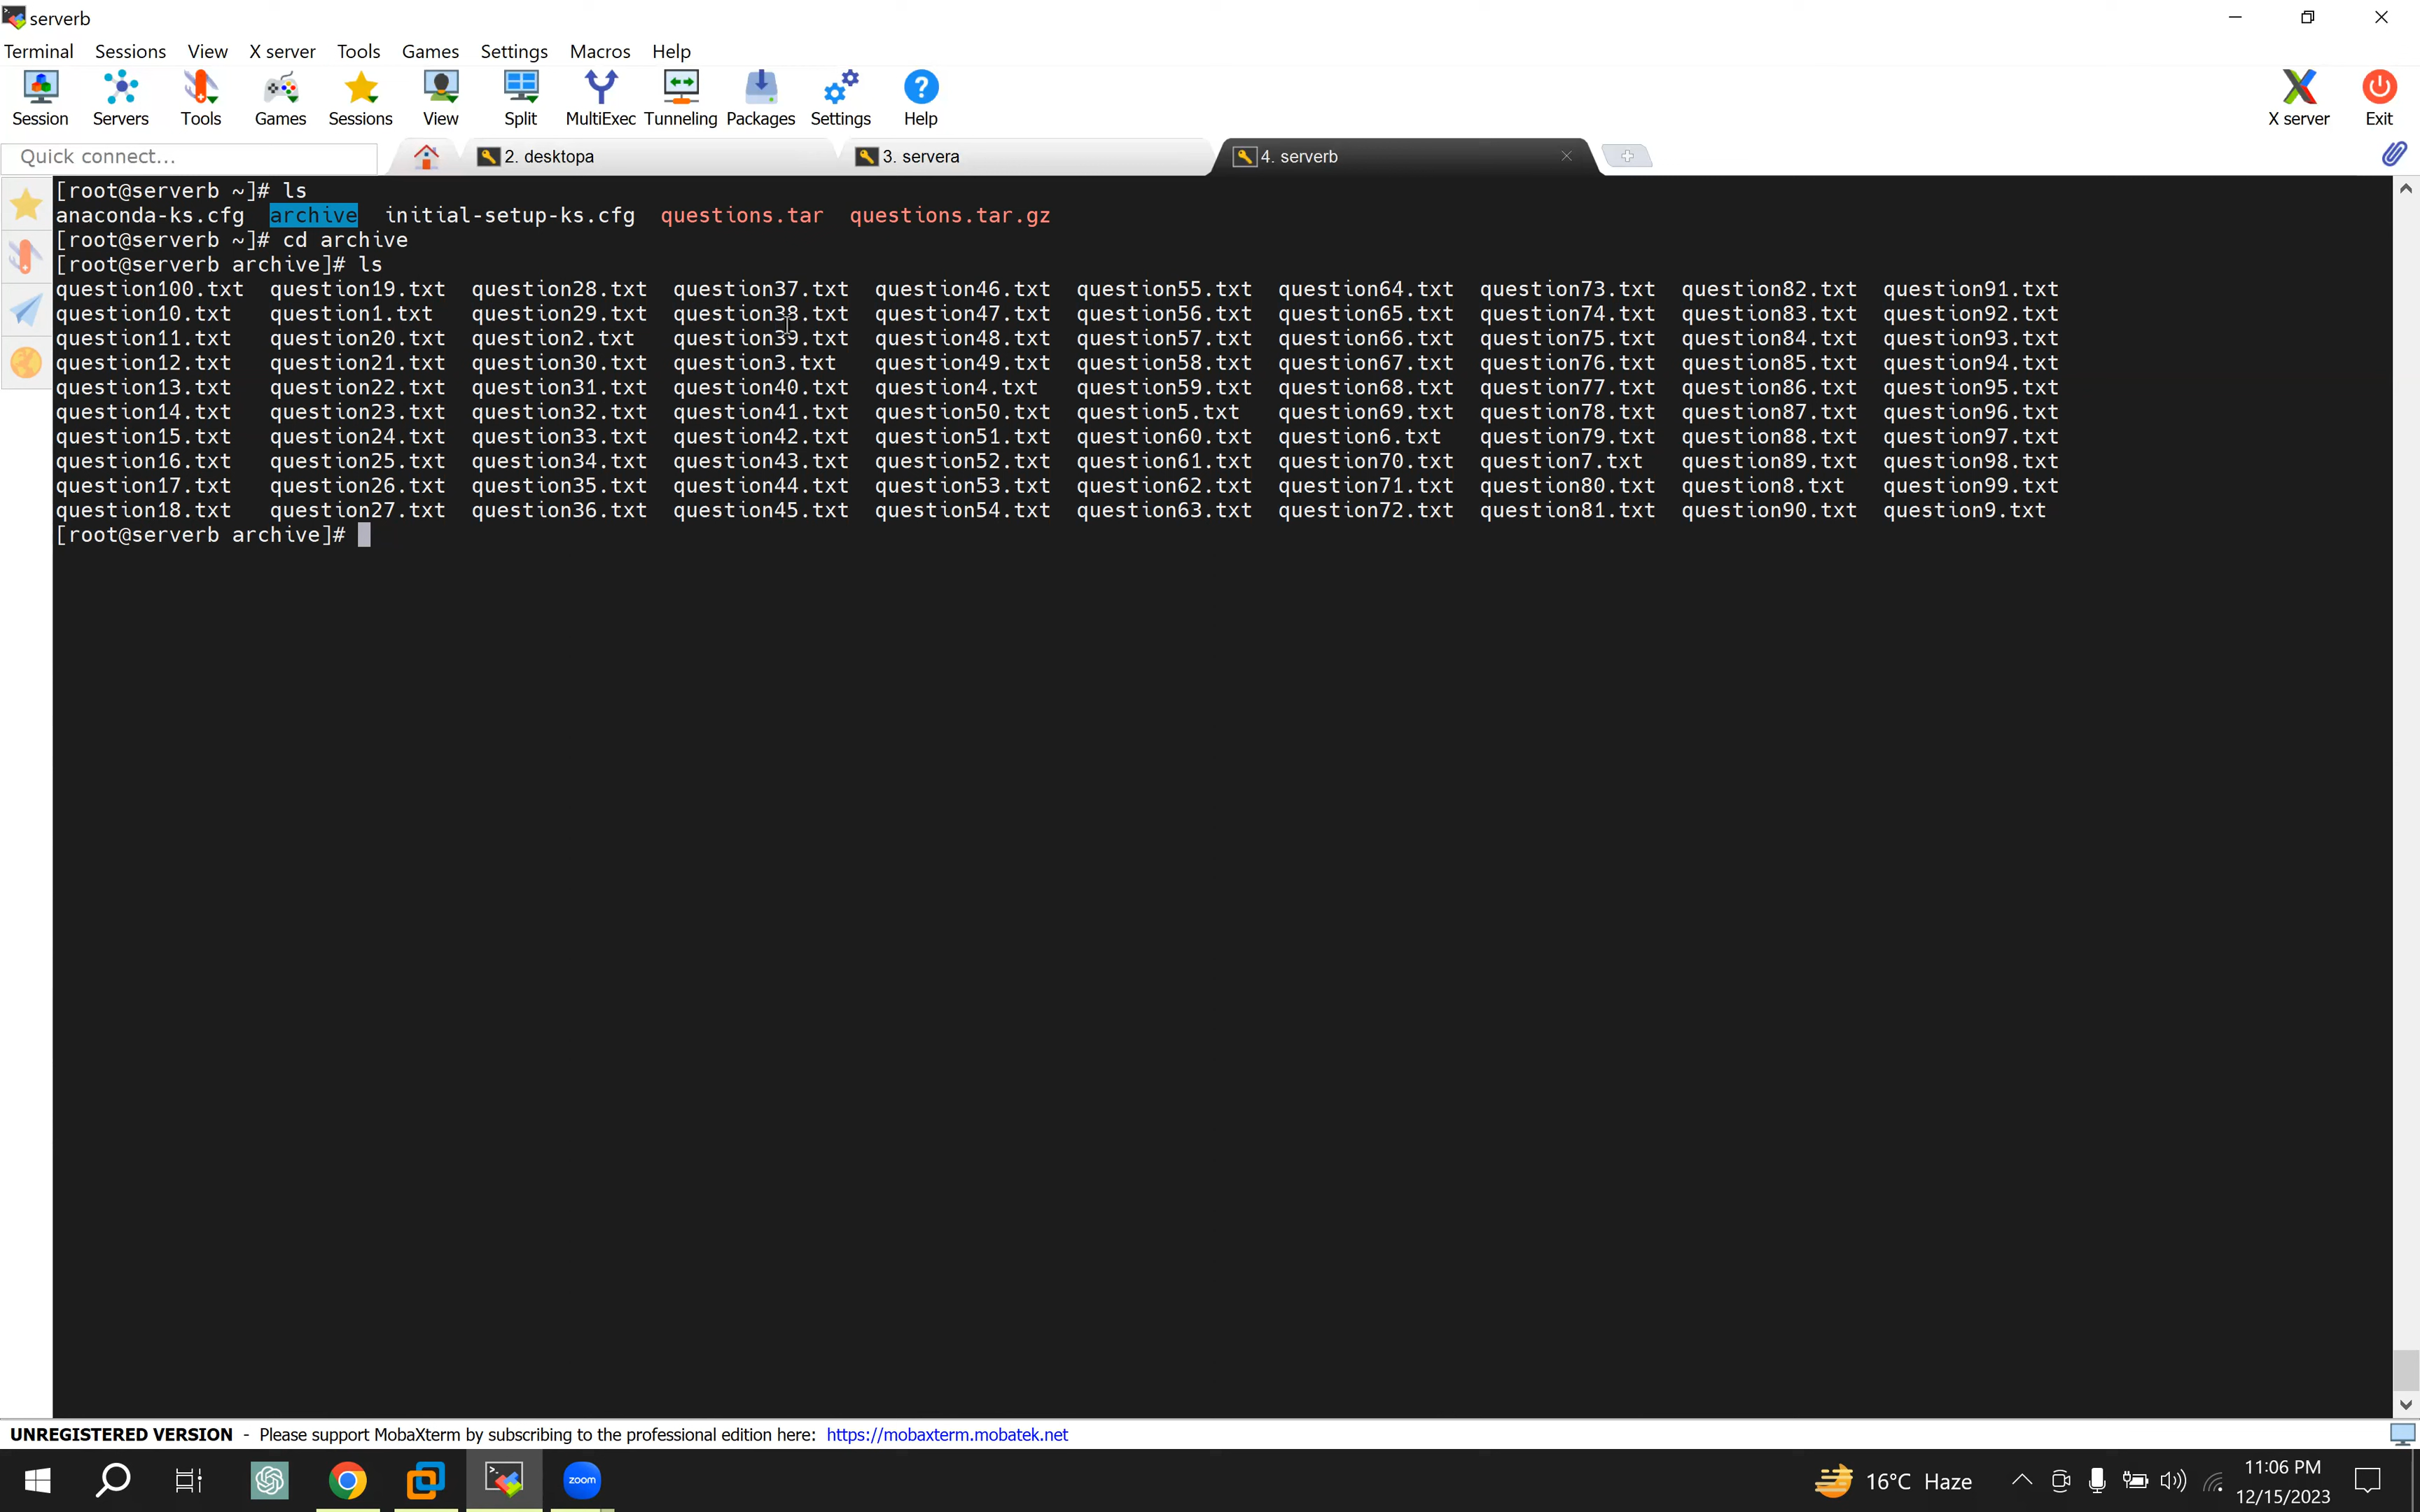 serverb
Terminal Sessions View X server Tools Games Settings Macros Help
Session Servers Tools Games Sessions View Split MultiExec Tunneling Packages Settings Help X server Exit
Quick connect... 2. desktopa 3. servera 4. serverb
[root@serverb ~]# ls
anaconda-ks.cfg archive initial-setup-ks.cfg questions.tar questions.tar.gz
[root@serverb ~]# cd archive
[root@serverb archive]# ls
question100.txt question19.txt question28.txt question37.txt question46.txt question55.txt question64.txt question73.txt question82.txt question91.txt
question10.txt question1.txt question29.txt question38.txt question47.txt question56.txt question65.txt question74.txt question83.txt question92.txt
question11.txt question20.txt question2.txt question39.txt question48.txt question57.txt question66.txt question75.txt question84.txt question93.txt
question12.txt question21.txt question30.txt question3.txt question49.txt question58.txt question67.txt question76.txt question85.txt question94.txt
question13.txt question22.txt question31.txt question40.txt question4.txt question59.txt question68.txt question77.txt question86.txt question95.txt
question14.txt question23.txt question32.txt question41.txt question50.txt question5.txt question69.txt question78.txt question87.txt question96.txt
question15.txt question24.txt question33.txt question42.txt question51.txt question60.txt question6.txt question79.txt question88.txt question97.txt
question16.txt question25.txt question34.txt question43.txt question52.txt question61.txt question70.txt question7.txt question89.txt question98.txt
question17.txt question26.txt question35.txt question44.txt question53.txt question62.txt question71.txt question80.txt question8.txt question99.txt
question18.txt question27.txt question36.txt question45.txt question54.txt question63.txt question72.txt question81.txt question90.txt question9.txt
[root@serverb archive]#
UNREGISTERED VERSION - Please support MobaXterm by subscribing to the professional edition here: https://mobaxterm.mobatek.net
zoom 16°C Haze 11:06 PM
12/15/2023